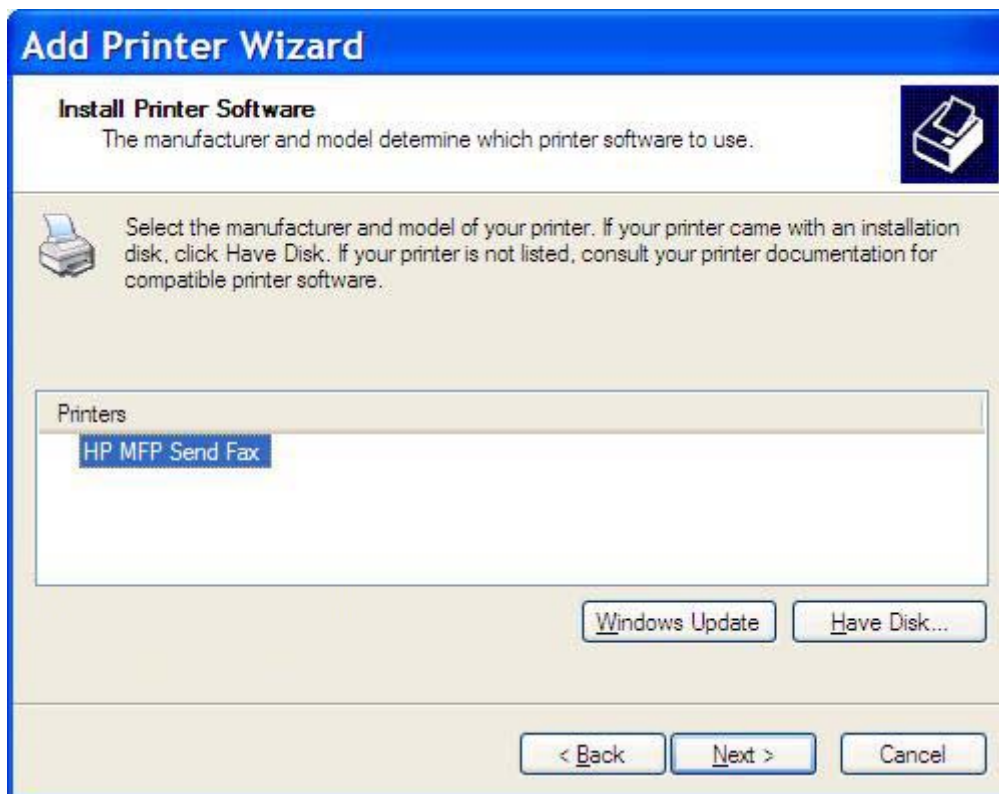 Add Printer Wizard
Install Printer Software
The manufacturer and model determine which printer software to use.
Select the manufacturer and model of your printer. If your printer came with an installation
disk, click Have Disk. If your printer is not listed, consult your printer documentation for
compatible printer software.
Printers
HP MFP Send Fax
Windows Update
Have Disk...
< Back
Next >
Cancel